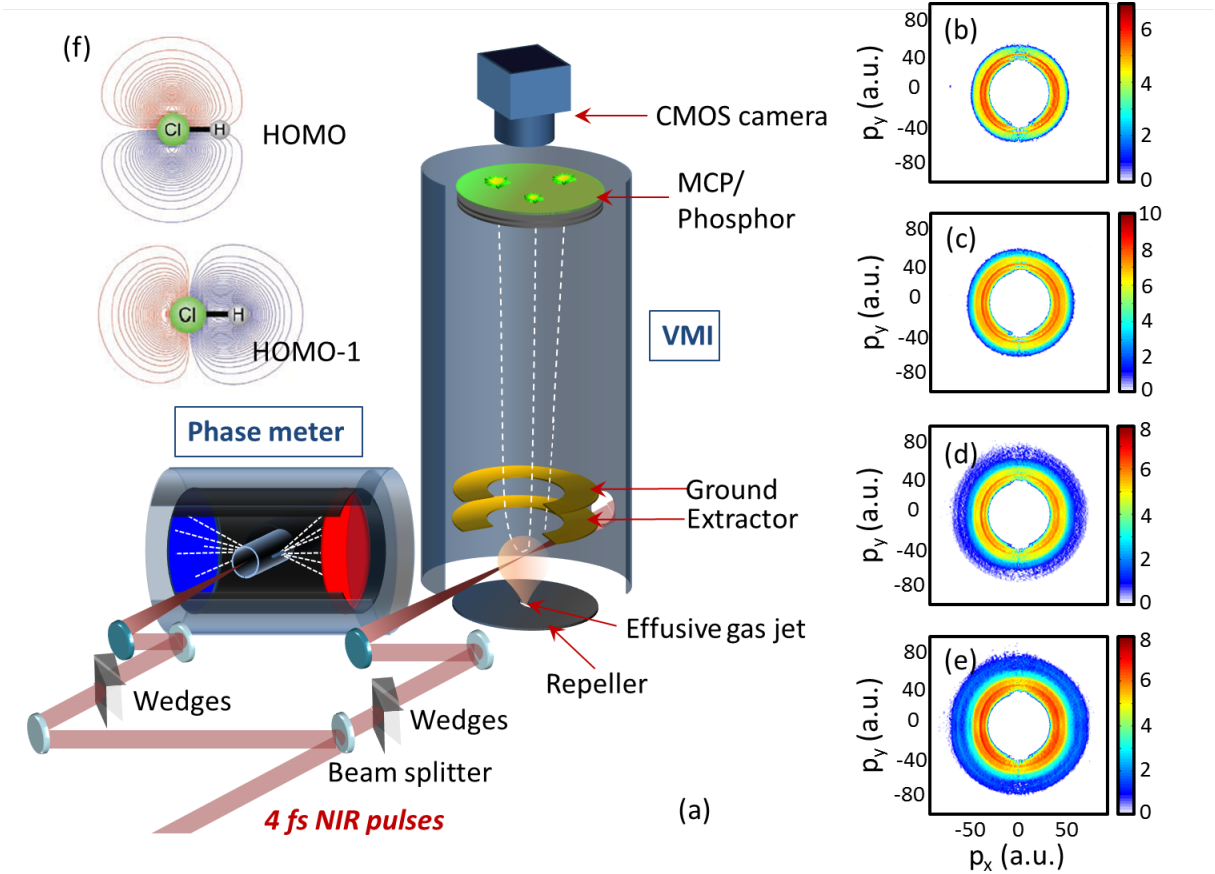 (f)
Cl
H
HOMO
Cl
H
HOMO-1
CMOS camera
MCP/
Phosphor
VMI
Phase meter
Ground
Extractor
Effusive gas jet
Repeller
Wedges
Wedges
Beam splitter
4 fs NIR pulses
(a)
(b)
80
40
0
-40
-80
p_y (a.u.)
6
4
2
0
(c)
80
40
0
-40
-80
p_y (a.u.)
10
8
6
4
2
0
(d)
80
40
0
-40
-80
p_y (a.u.)
8
6
4
2
0
(e)
80
40
0
-40
-80
p_y (a.u.)
8
6
4
2
0
-50 0 50
p_x (a.u.)